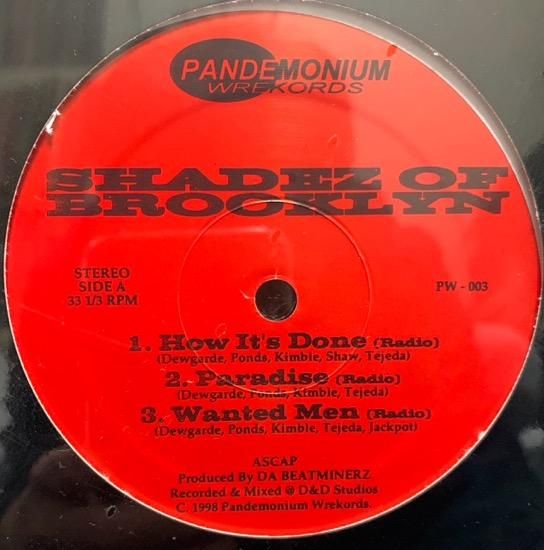 PANDEMONIUM
WREKORDS
SHADEZ OF
BROOKLYN
STEREO
SIDE A
33 1/3 RPM
PW - 003
1. How It's Done (Radio)
(Dewgarde, Ponds, Kimble, Shaw, Tejeda)
2. Paradise (Radio)
(Dewgarde, Ponds, Kimble, Tejeda)
3. Wanted Men (Radio)
(Dewgarde, Ponds, Kimble, Tejeda, Jackpot)
ASCAP
Produced By DA BEATMINERZ
Recorded & Mixed @ D&D Studios
C. 1998 Pandemonium Wrekords.